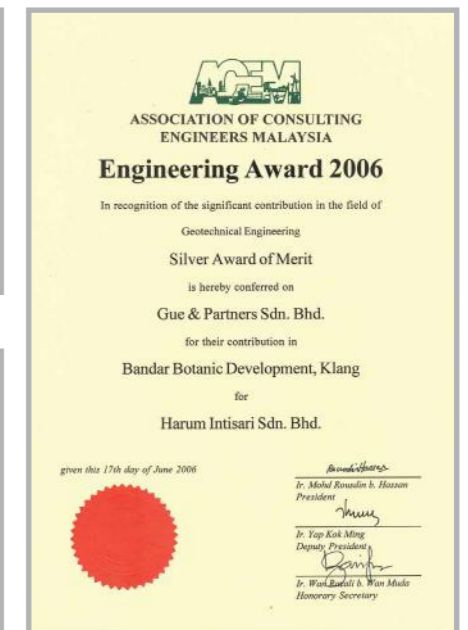 ACEM
ASSOCIATION OF CONSULTING
ENGINEERS MALAYSIA
Engineering Award 2006
In recognition of the significant contribution in the field of
Geotechnical Engineering
Silver Award of Merit
is hereby conferred on
Gue & Partners Sdn. Bhd.
for their contribution in
Bandar Botanic Development, Klang
for
Harum Intisari Sdn. Bhd.
given this 17th day of June 2006
Ir. Mohd Rousdin b. Hassan
President
Ir. Yap Kok Ming
Deputy President
Ir. Wan Razali b. Wan Muda
Honorary Secretary